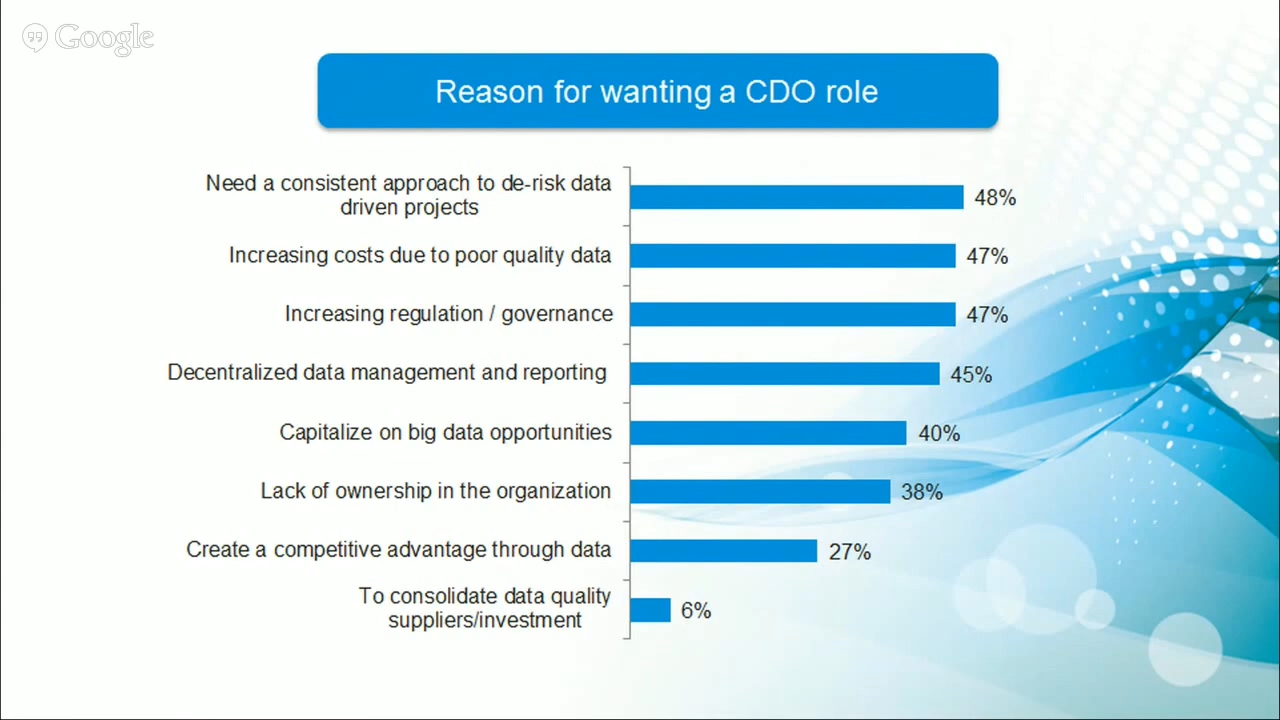 Google
Reason for wanting a CDO role
Need a consistent approach to de-risk data
driven projects
48%
Increasing costs due to poor quality data
47%
Increasing regulation / governance
47%
Decentralized data management and reporting
45%
Capitalize on big data opportunities
40%
Lack of ownership in the organization
38%
Create a competitive advantage through data
27%
To consolidate data quality
suppliers/investment
6%